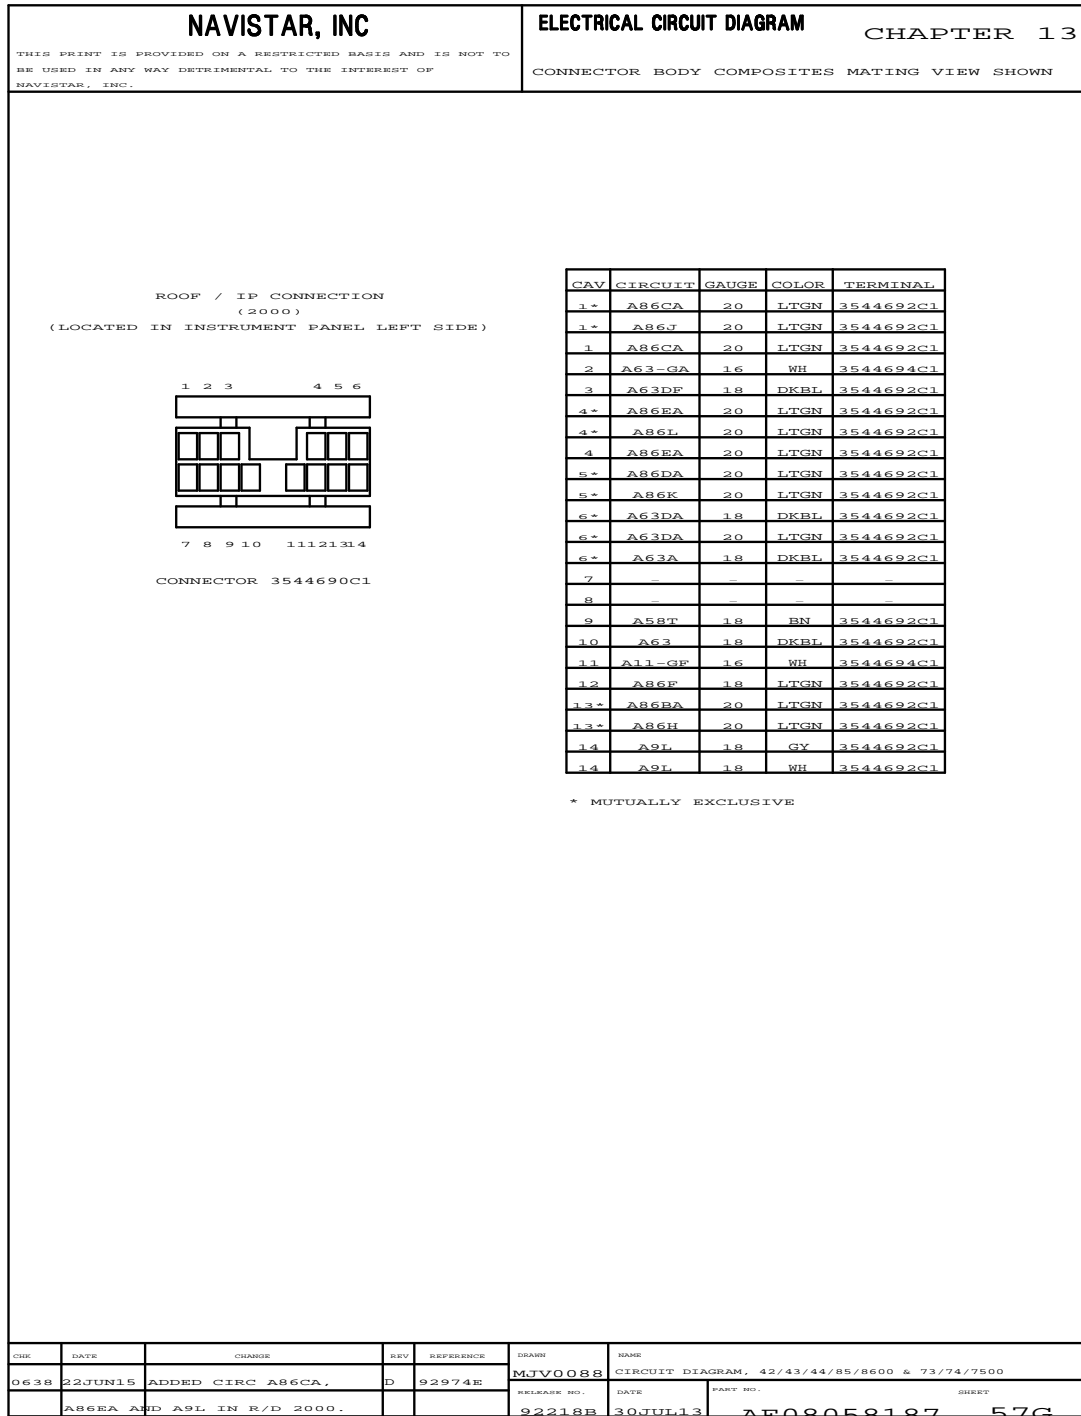 NAVISTAR, INC
THIS PRINT IS PROVIDED ON A RESTRICTED BASIS AND IS NOT TO
BE USED IN ANY WAY DETRIMENTAL TO THE INTEREST OF
NAVISTAR, INC.
ELECTRICAL CIRCUIT DIAGRAM CHAPTER 13
CONNECTOR BODY COMPOSITES MATING VIEW SHOWN
ROOF / IP CONNECTION
(2000)
(LOCATED IN INSTRUMENT PANEL LEFT SIDE)
1 2 3 4 5 6
7 8 9 10 11 12 13 14
CONNECTOR 3544690C1
CAV CIRCUIT GAUGE COLOR TERMINAL
1* A86CA 20 LTGN 3544692C1
1* A86J 20 LTGN 3544692C1
1 A86CA 20 LTGN 3544692C1
2 A63-GA 16 WH 3544694C1
3 A63DF 18 DKBL 3544692C1
4* A86EA 20 LTGN 3544692C1
4* A86L 20 LTGN 3544692C1
4 A86EA 20 LTGN 3544692C1
5* A86DA 20 LTGN 3544692C1
5* A86K 20 LTGN 3544692C1
6* A63DA 18 DKBL 3544692C1
6* A63DA 20 LTGN 3544692C1
6* A63A 18 DKBL 3544692C1
7 - - - -
8 - - - -
9 A58T 18 BN 3544692C1
10 A63 18 DKBL 3544692C1
11 A11-GF 16 WH 3544694C1
12 A86F 18 LTGN 3544692C1
13* A86BA 20 LTGN 3544692C1
13* A86H 20 LTGN 3544692C1
14 A9L 18 GY 3544692C1
14 A9L 18 WH 3544692C1
* MUTUALLY EXCLUSIVE
CHK DATE CHANGE REV REFERENCE
0638 22JUN15 ADDED CIRC A86CA, D 92974E
A86EA AND A9L IN R/D 2000.
DRAWN NAME
MJV0088 CIRCUIT DIAGRAM, 42/43/44/85/8600 & 73/74/7500
RELEASE NO. DATE PART NO. SHEET
92218B 30JUL13 AE08058187 57G